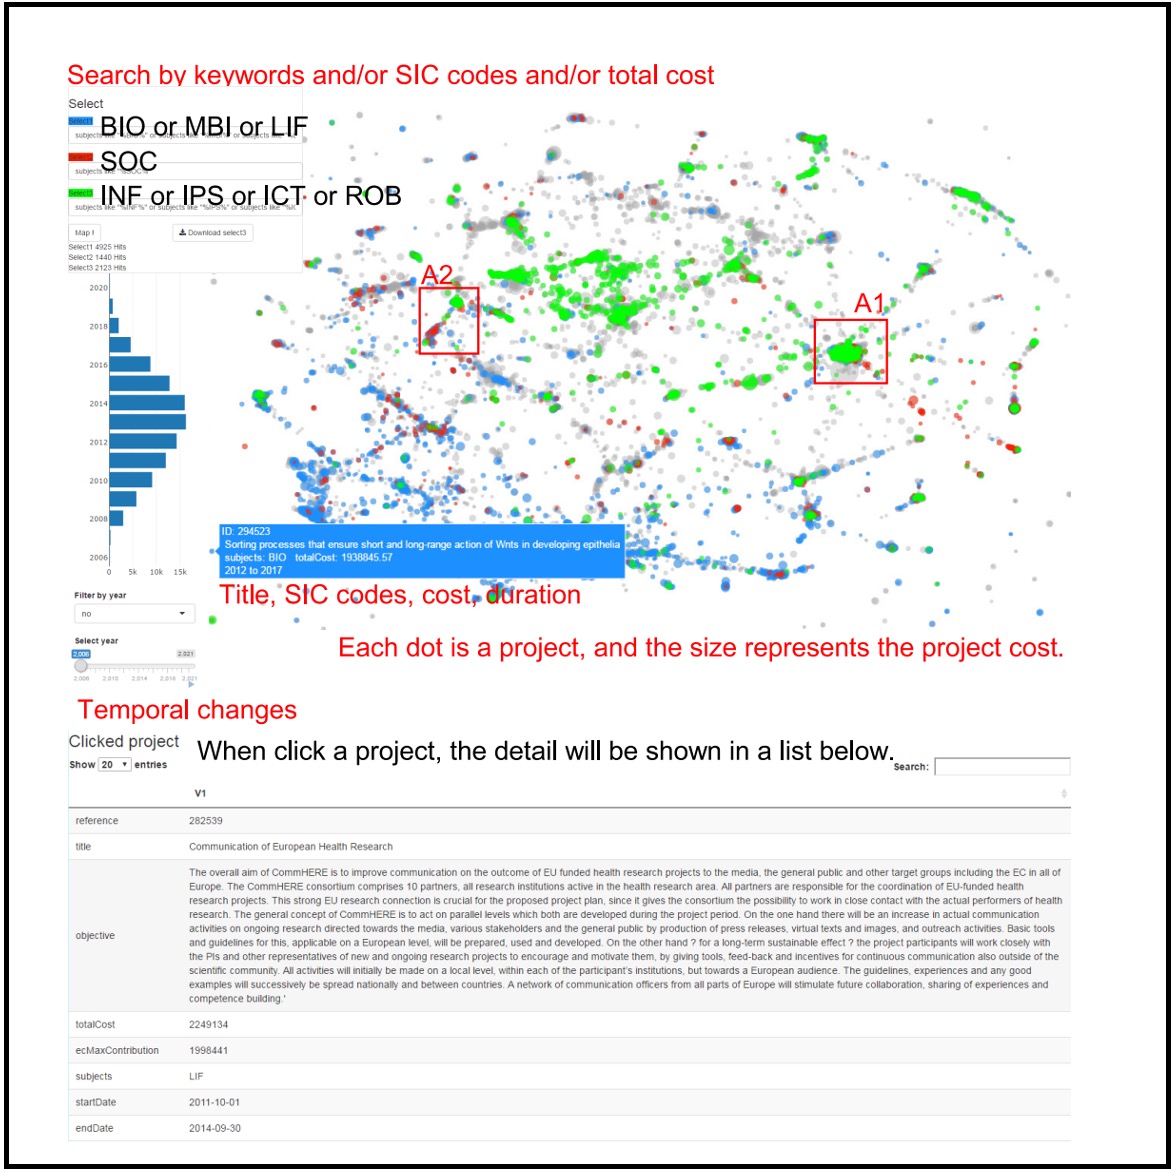 Search by keywords and/or SIC codes and/or total cost
Select
Select1
BIO or MBI or LIF
subjects like
SOC
subjects like "%SOC%"
Select3
INF or IPS or ICT or ROB
subjects like "%INF%" or subjects like "%IPS%" or subjects like
Map !
Download select3
Select1 4925 Hits
Select2 1440 Hits
Select3 2123 Hits
A2
A1
2020
2018
2016
2014
2012
2010
2008
2006
0 5k 10k 15k
ID: 294523
Sorting processes that ensure short and long-range action of Wnts in developing epithelia
subjects: BIO totalCost: 1938845.57
2012 to 2017
Title, SIC codes, cost, duration
Filter by year
no
Each dot is a project, and the size represents the project cost.
Select year
2,006 2,021
2,006 2,010 2,014 2,018 2,021
Temporal changes
Clicked project
When click a project, the detail will be shown in a list below.
Show 20 entries
Search:
V1
reference 282539
title Communication of European Health Research
objective
The overall aim of CommHERE is to improve communication on the outcome of EU funded health research projects to the media, the general public and other target groups including the EC in all of
Europe. The CommHERE consortium comprises 10 partners, all research institutions active in the health research area. All partners are responsible for the coordination of EU-funded health
research projects. This strong EU research connection is crucial for the proposed project plan, since it gives the consortium the possibility to work in close contact with the actual performers of health
research. The general concept of CommHERE is to act on parallel levels which both are developed during the project period. On the one hand there will be an increase in actual communication
activities on ongoing research directed towards the media, various stakeholders and the general public by production of press releases, virtual texts and images, and outreach activities. Basic tools
and guidelines for this, applicable on a European level, will be prepared, used and developed. On the other hand ? for a long-term sustainable effect ? the project participants will work closely with
the PIs and other representatives of new and ongoing research projects to encourage and motivate them, by giving tools, feed-back and incentives for continuous communication also outside of the
scientific community. All activities will initially be made on a local level, within each of the participant's institutions, but towards a European audience. The guidelines, experiences and any good
examples will successively be spread nationally and between countries. A network of communication officers from all parts of Europe will stimulate future collaboration, sharing of experiences and
competence building.'
totalCost 2249134
ecMaxContribution 1998441
subjects LIF
startDate 2011-10-01
endDate 2014-09-30